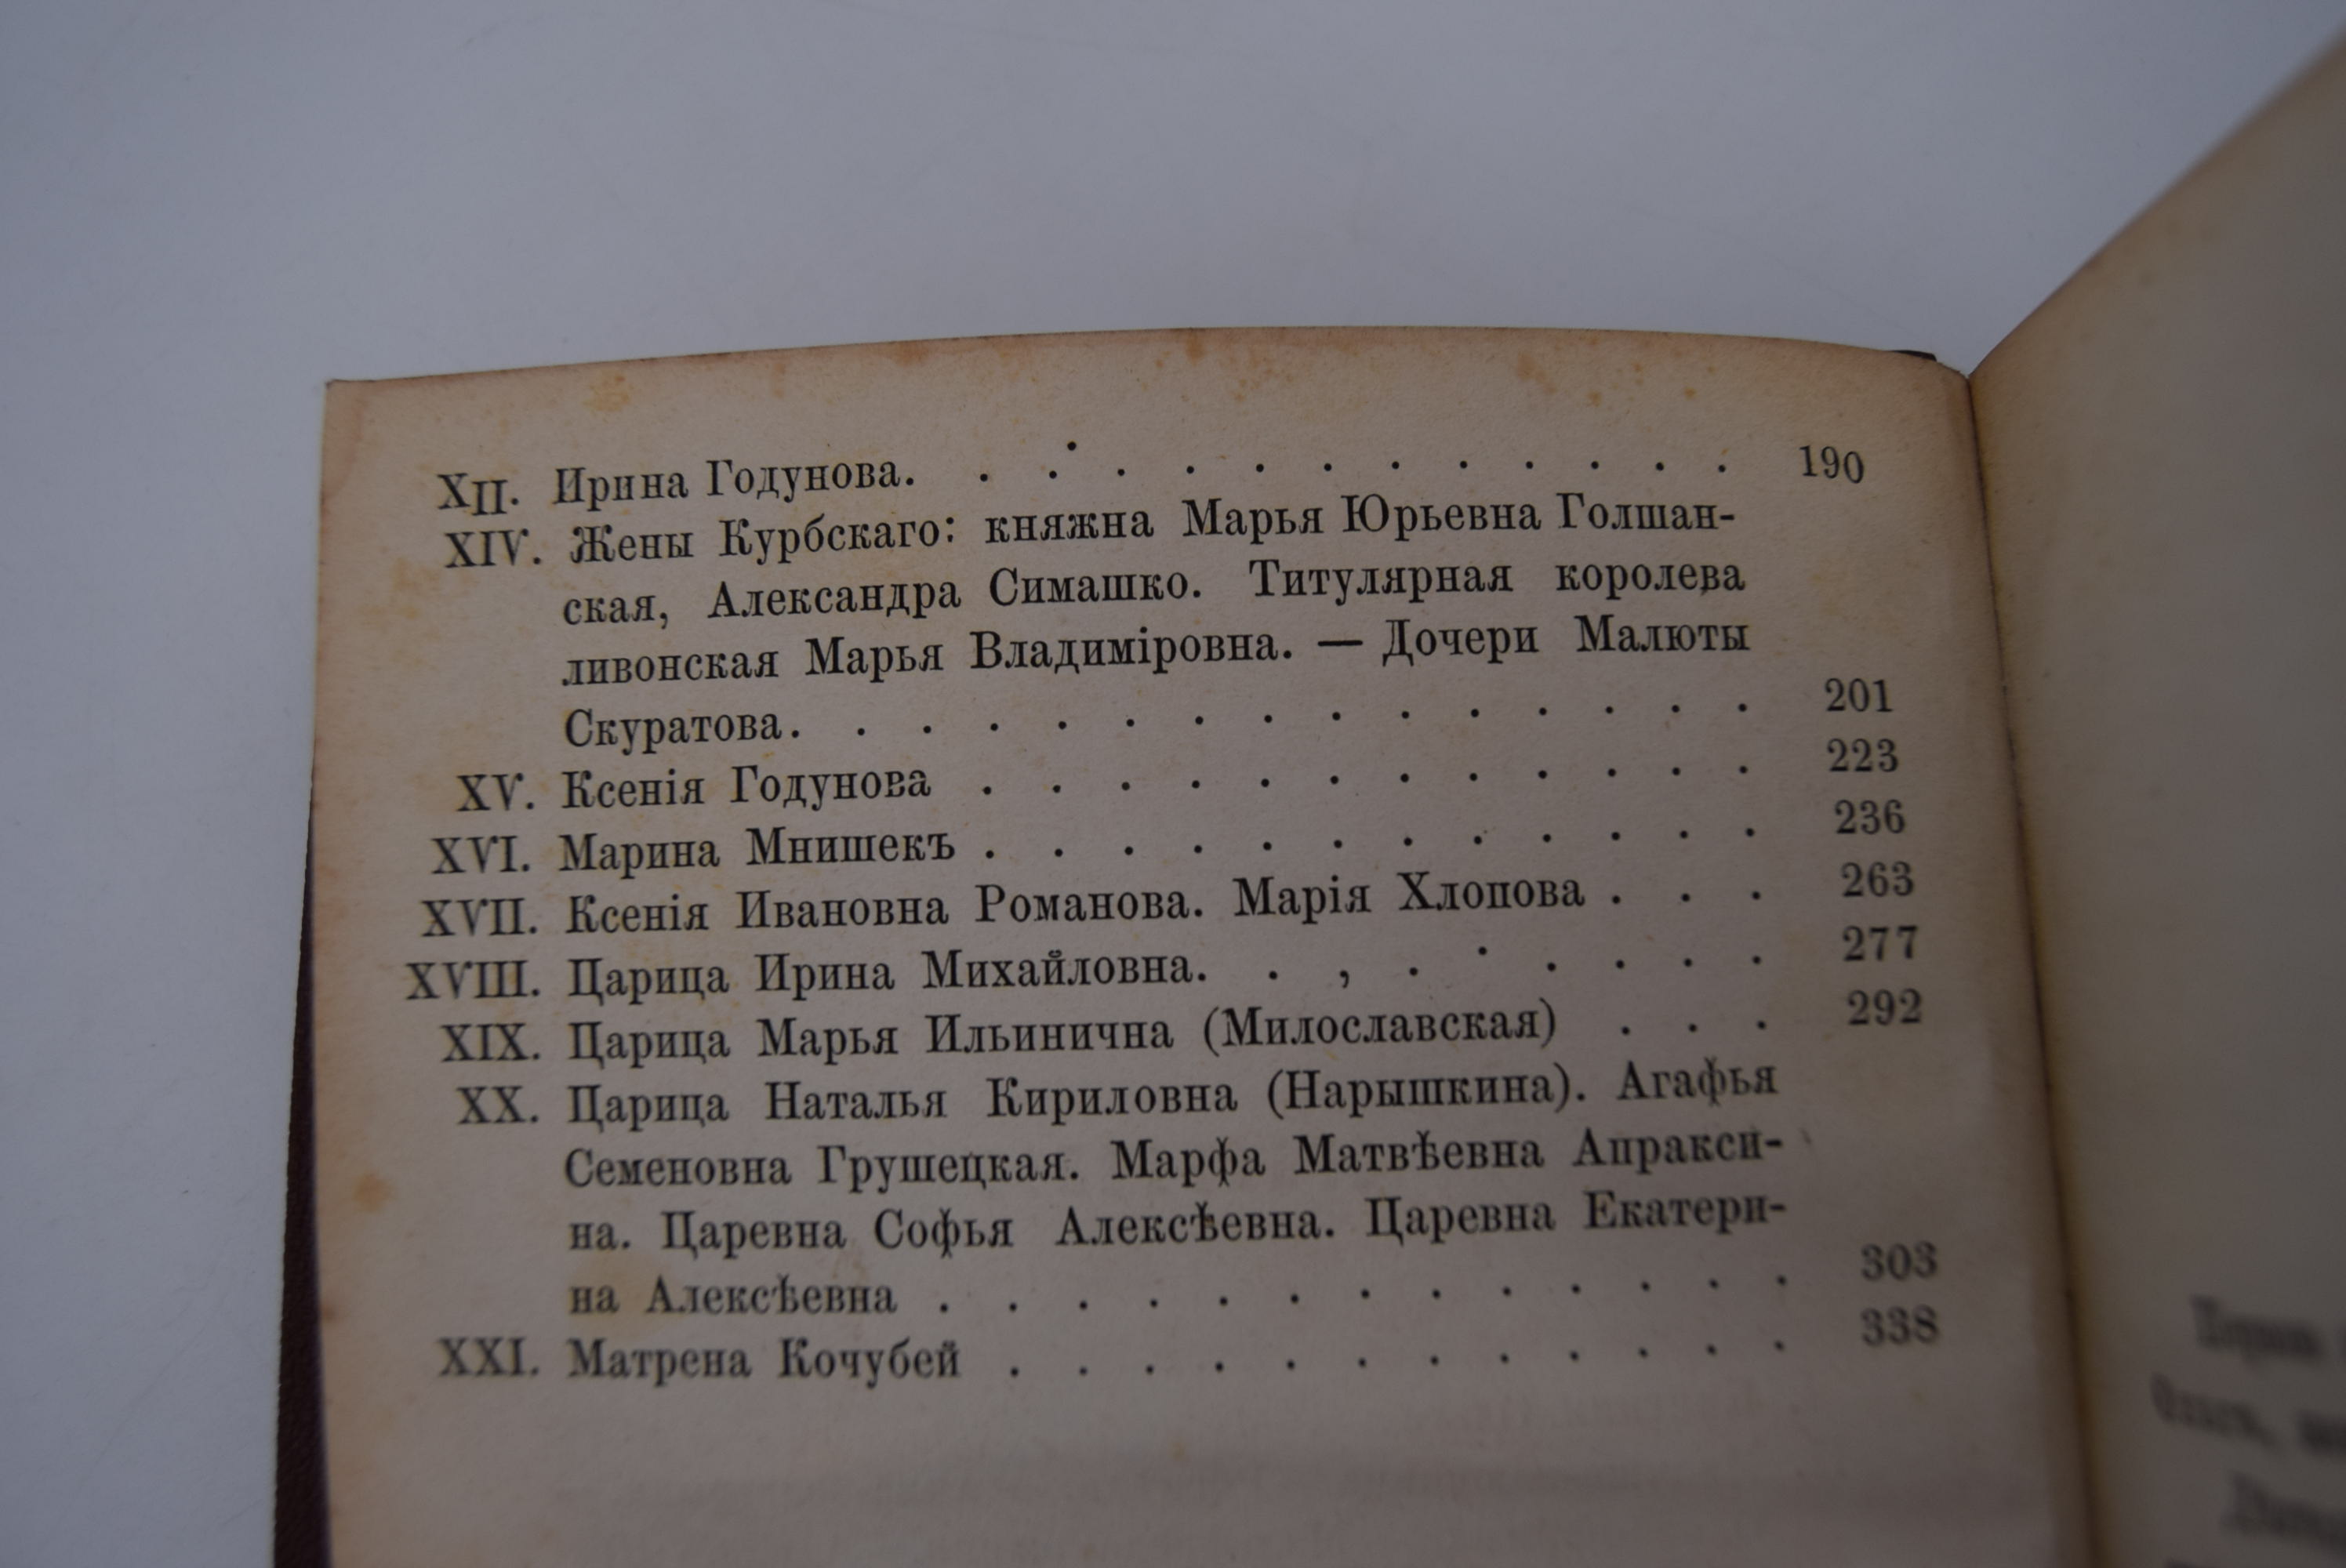 XII. Ирина Годунова. . . . . . . . . . . . . 190
XIV. Жены Курбскаго: княжна Марья Юрьевна Голшан-
ская, Александра Симашко. Титулярная королева
ливонская Марья Владиміровна. — Дочери Малюты
Скуратова. . . . . . . . . . . . . . . 201
XV. Ксенія Годунова . . . . . . . . . . . . 223
XVI. Марина Мнишекъ . . . . . . . . . . . . 236
XVII. Ксенія Ивановна Романова. Марія Хлопова . . . 263
XVIII. Царица Ирина Михайловна. . , . . . . . . 277
XIX. Царица Марья Ильинична (Милославская) . . . 292
XX. Царица Наталья Кириловна (Нарышкина). Агафья
Семеновна Грушецкая. Марфа Матвѣевна Апракси-
на. Царевна Софья Алексѣевна. Царевна Екатери-
на Алексѣевна . . . . . . . . . . . . . 303
XXI. Матрена Кочубей . . . . . . . . . . . . 338